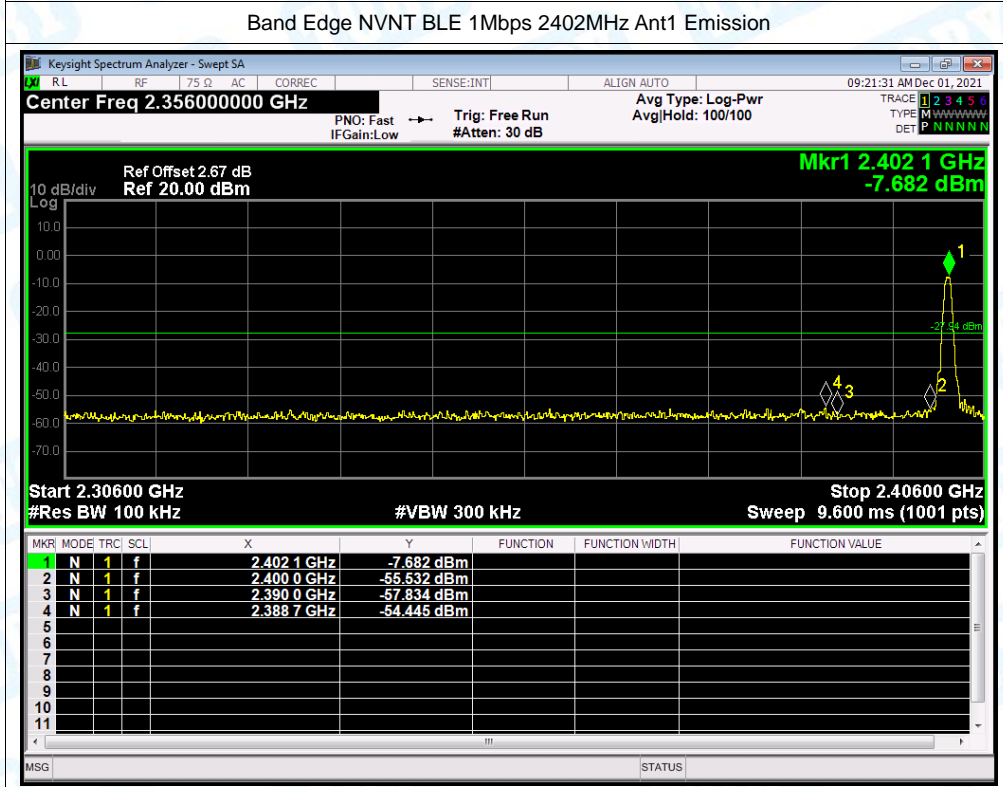 Band Edge NVNT BLE 1Mbps 2402MHz Ant1 Emission
Keysight Spectrum Analyzer - Swept SA
LXI RL RF 75 Ω AC CORREC SENSE:INT ALIGN AUTO 09:21:31 AM Dec 01, 2021
Center Freq 2.356000000 GHz
PNO: Fast
IFGain:Low
Trig: Free Run
#Atten: 30 dB
Avg Type: Log-Pwr
Avg|Hold: 100/100
TRACE 1 2 3 4 5 6
TYPE M WWWWW
DET P N N N N N
Ref Offset 2.67 dB
Ref 20.00 dBm
10 dB/div
Log
Mkr1 2.402 1 GHz
-7.682 dBm
10.0
0.00
-10.0
-20.0
-30.0
-40.0
-50.0
-60.0
-70.0
1
-27.94 dBm
4
3
2
Start 2.30600 GHz Stop 2.40600 GHz
#Res BW 100 kHz #VBW 300 kHz Sweep 9.600 ms (1001 pts)
MKR MODE TRC SCL X Y FUNCTION FUNCTION WIDTH FUNCTION VALUE
1 N 1 f 2.402 1 GHz -7.682 dBm
2 N 1 f 2.400 0 GHz -55.532 dBm
3 N 1 f 2.390 0 GHz -57.834 dBm
4 N 1 f 2.388 7 GHz -54.445 dBm
5
6
7
8
9
10
11
MSG STATUS